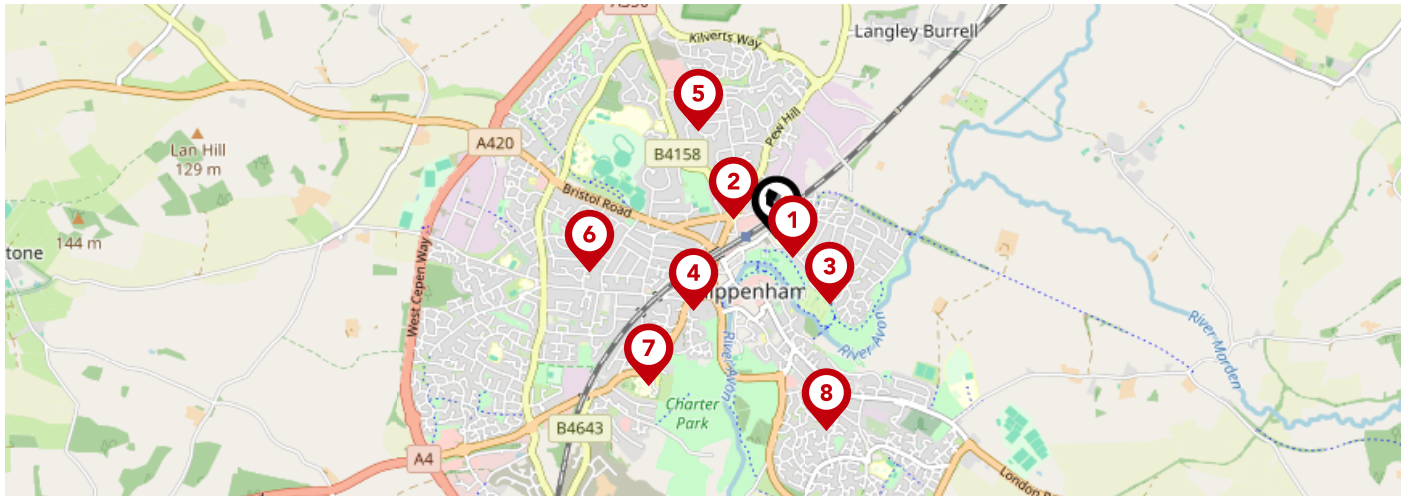 Kilverts Way
Langley Burrell
5
Pew Hill
Lan Hill
129 m
A420
B4158
2
Bristol Road
1
6
144 m
tone
West Cepen Way
3
4
ippenham
River Avon
River Marden
7
River Avon
8
Charter
Park
B4643
A4
London